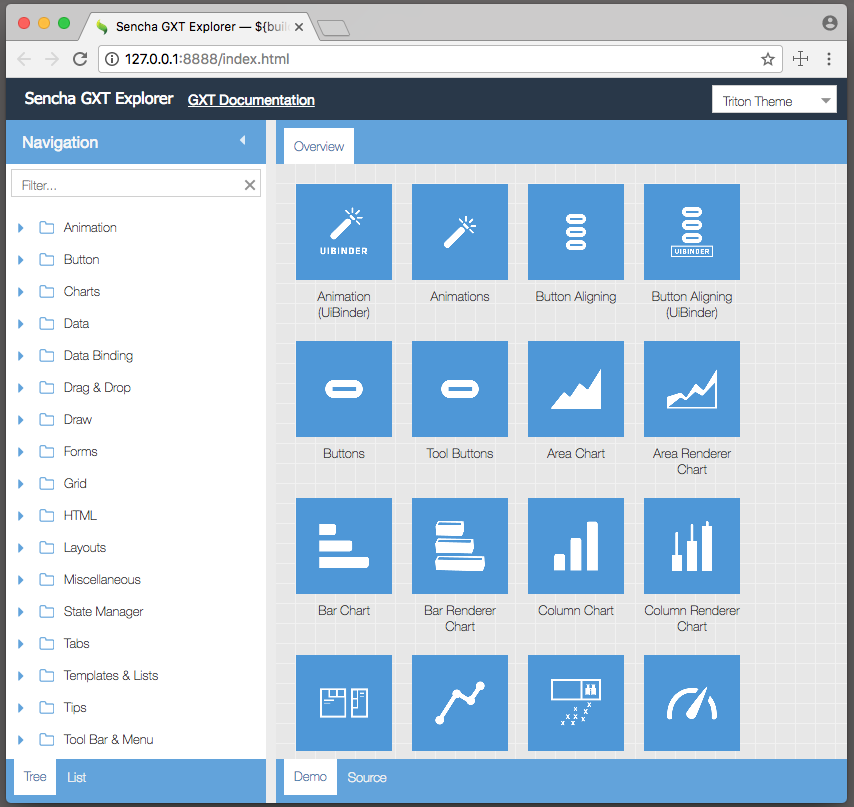 Sencha GXT Explorer — ${buil
127.0.0.1:8888/index.html
Sencha GXT Explorer GXT Documentation Triton Theme
Navigation
Overview
Filter...
Animation
Button
Charts
Data
Data Binding
Drag & Drop
Draw
Forms
Grid
HTML
Layouts
Miscellaneous
State Manager
Tabs
Templates & Lists
Tips
Tool Bar & Menu
Tree List
UIBINDER
UIBINDER
Animation
(UiBinder)
Animations
Button Aligning
Button Aligning
(UiBinder)
Buttons
Tool Buttons
Area Chart
Area Renderer
Chart
Bar Chart
Bar Renderer
Chart
Column Chart
Column Renderer
Chart
Demo Source